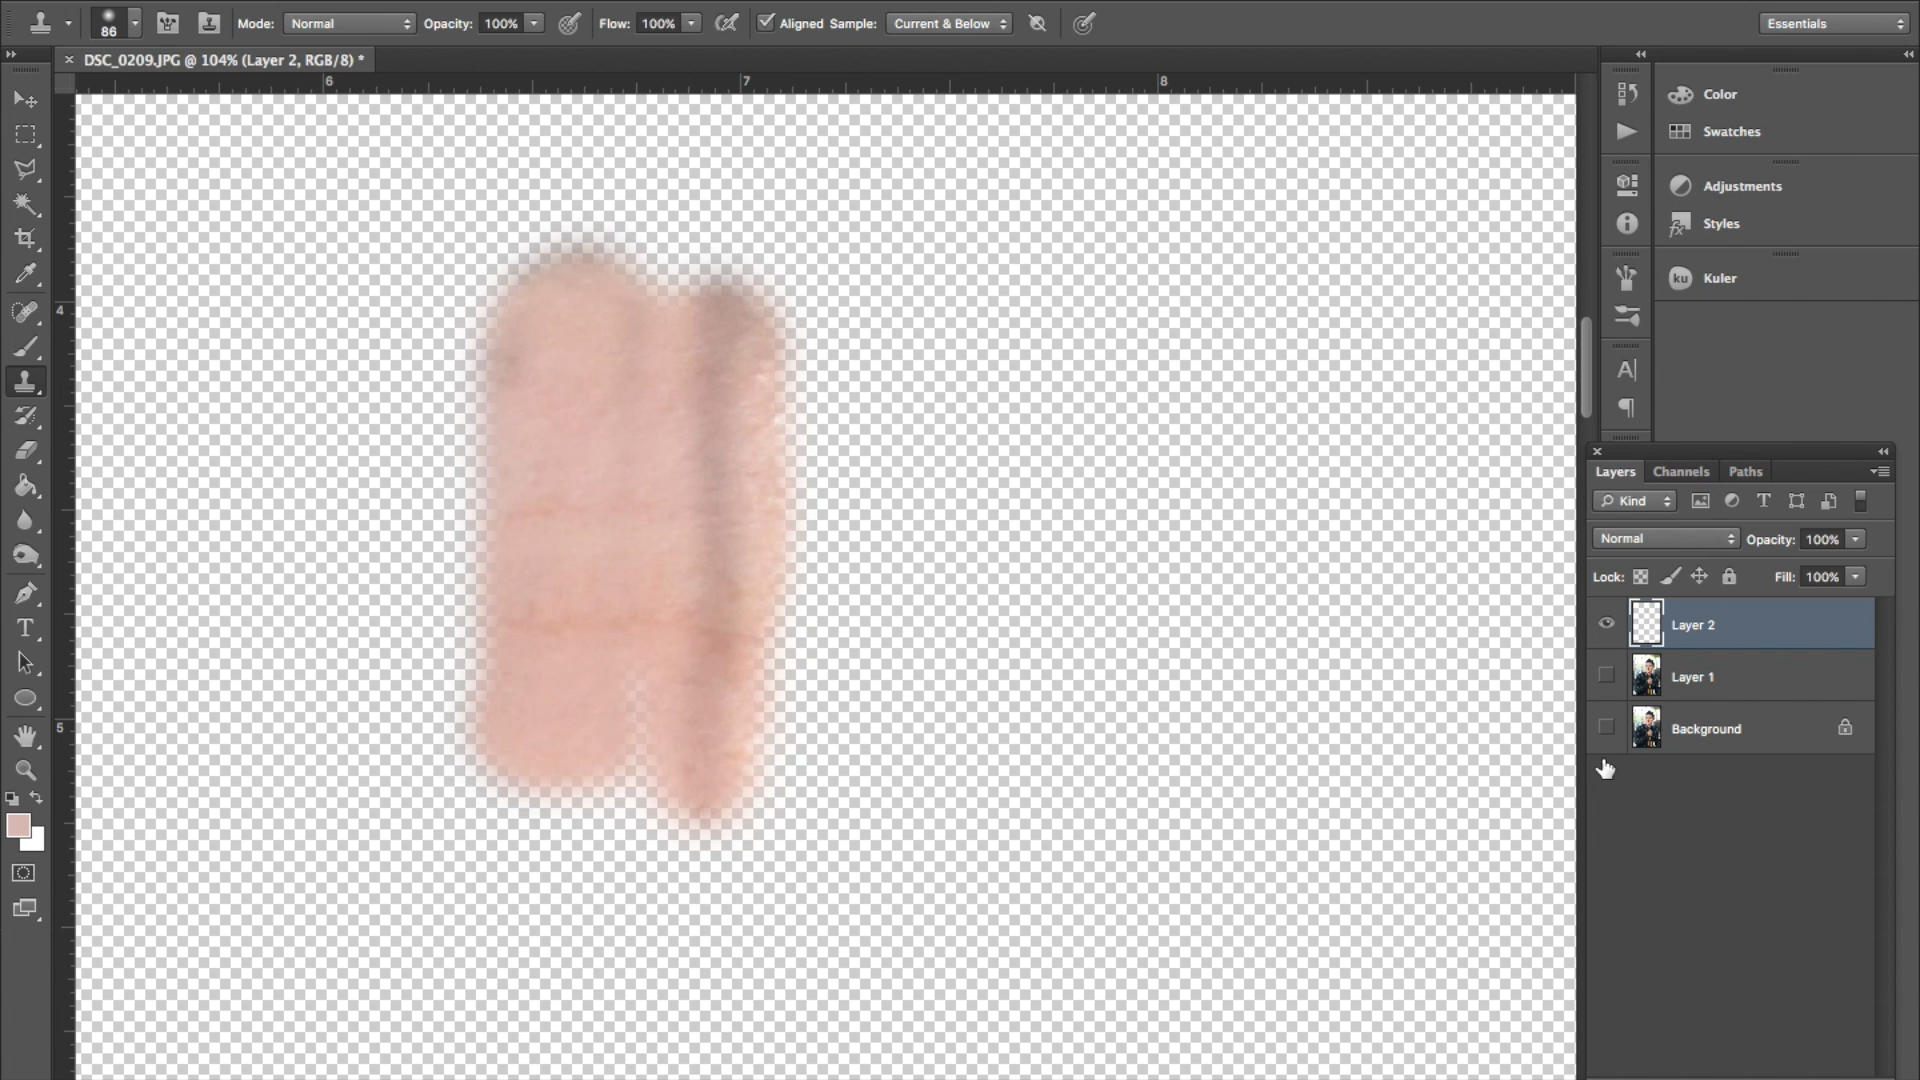 86 Mode: Normal Opacity: 100% Flow: 100% Aligned Sample: Current & Below Essentials
DSC_0209.JPG @ 104% (Layer 2, RGB/8) *
6 7 8
4
5
Color
Swatches
Adjustments
Styles
ku Kuler
Layers Channels Paths
Kind
Normal Opacity: 100%
Lock: Fill: 100%
Layer 2
Layer 1
Background